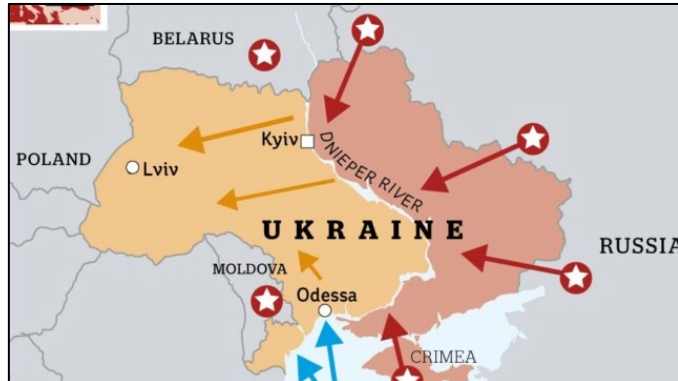 BELARUS
POLAND
Lviv
Kyiv
DNIEPER RIVER
UKRAINE
RUSSIA
MOLDOVA
Odessa
CRIMEA